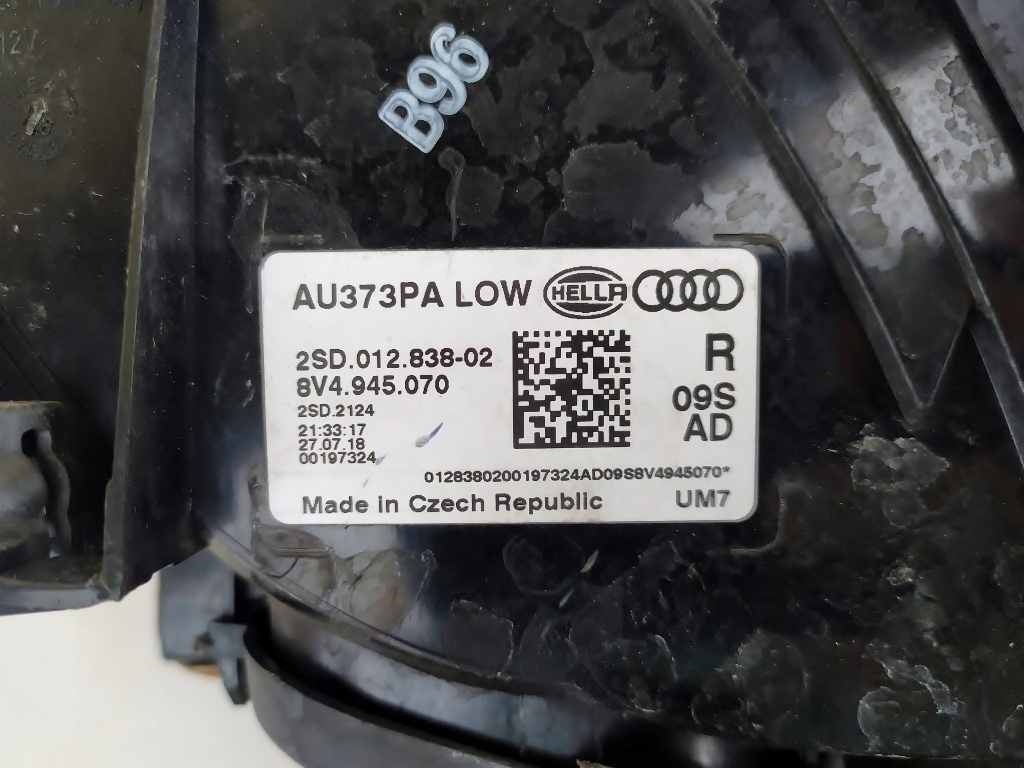 12V
B96
AU373PA LOW HELLA
2SD.012.838-02
R
8V4.945.070
09S
2SD.2124
AD
21:33:17
27.07.18
00197324
0128380200197324AD09S8V4945070*
Made in Czech Republic
UM7